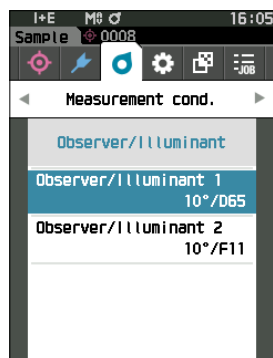 I+E M⁰ ♂ 16:05
Sample 0008
-JOB
Measurement cond.
Observer/Illuminant
Observer/Illuminant 1
10°/D65
Observer/Illuminant 2
10°/F11